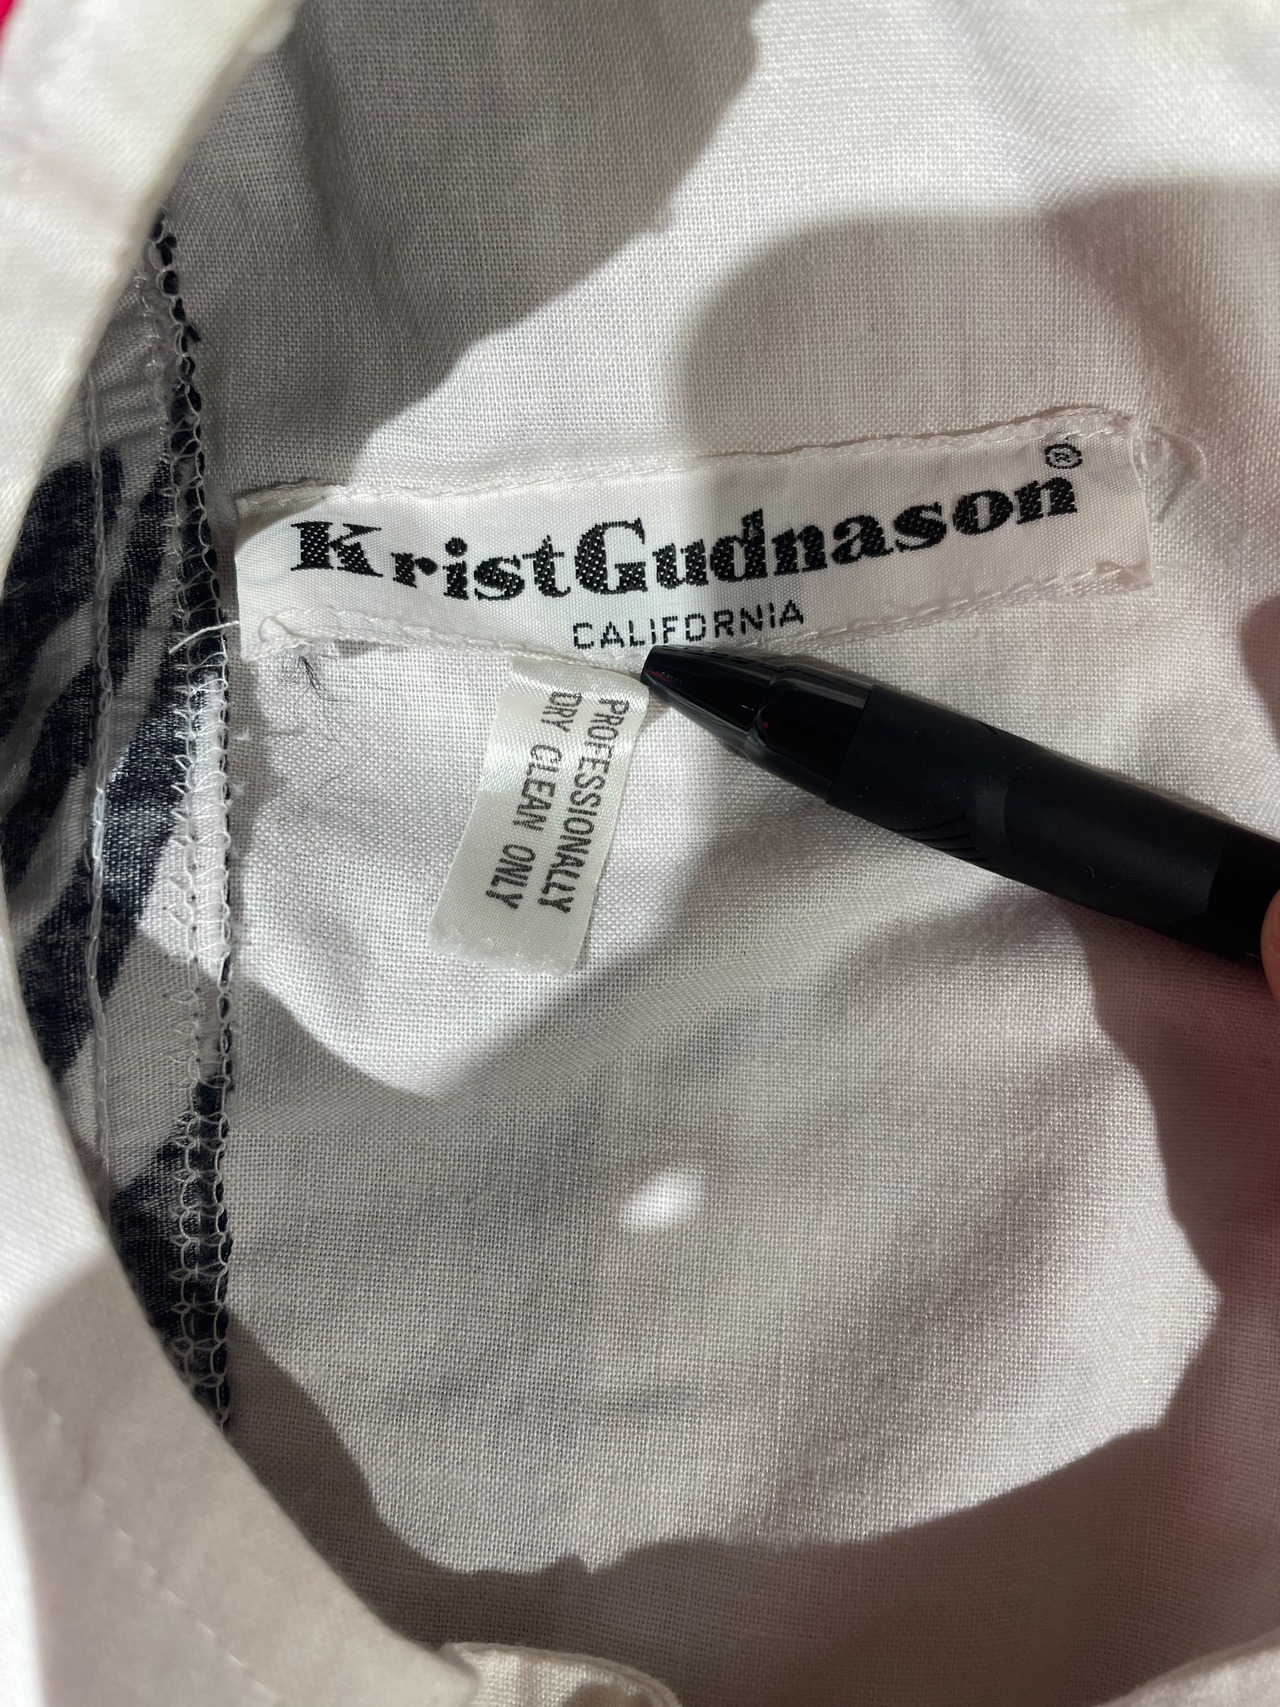 KristGudnason®
CALIFORNIA
PROFESSIONALLY
DRY CLEAN ONLY